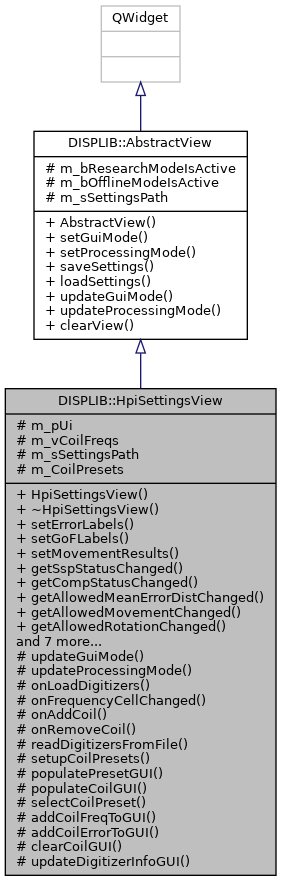 QWidget
DISPLIB::AbstractView
# m_bResearchModeIsActive
# m_bOfflineModeIsActive
# m_sSettingsPath
+ AbstractView()
+ setGuiMode()
+ setProcessingMode()
+ saveSettings()
+ loadSettings()
+ updateGuiMode()
+ updateProcessingMode()
+ clearView()
DISPLIB::HpiSettingsView
# m_pUi
# m_vCoilFreqs
# m_sSettingsPath
# m_CoilPresets
+ HpiSettingsView()
+ ~HpiSettingsView()
+ setErrorLabels()
+ setGoFLabels()
+ setMovementResults()
+ getSspStatusChanged()
+ getCompStatusChanged()
+ getAllowedMeanErrorDistChanged()
+ getAllowedMovementChanged()
+ getAllowedRotationChanged()
and 7 more...
# updateGuiMode()
# updateProcessingMode()
# onLoadDigitizers()
# onFrequencyCellChanged()
# onAddCoil()
# onRemoveCoil()
# readDigitizersFromFile()
# setupCoilPresets()
# populatePresetGUI()
# populateCoilGUI()
# selectCoilPreset()
# addCoilFreqToGUI()
# addCoilErrorToGUI()
# clearCoilGUI()
# updateDigitizerInfoGUI()